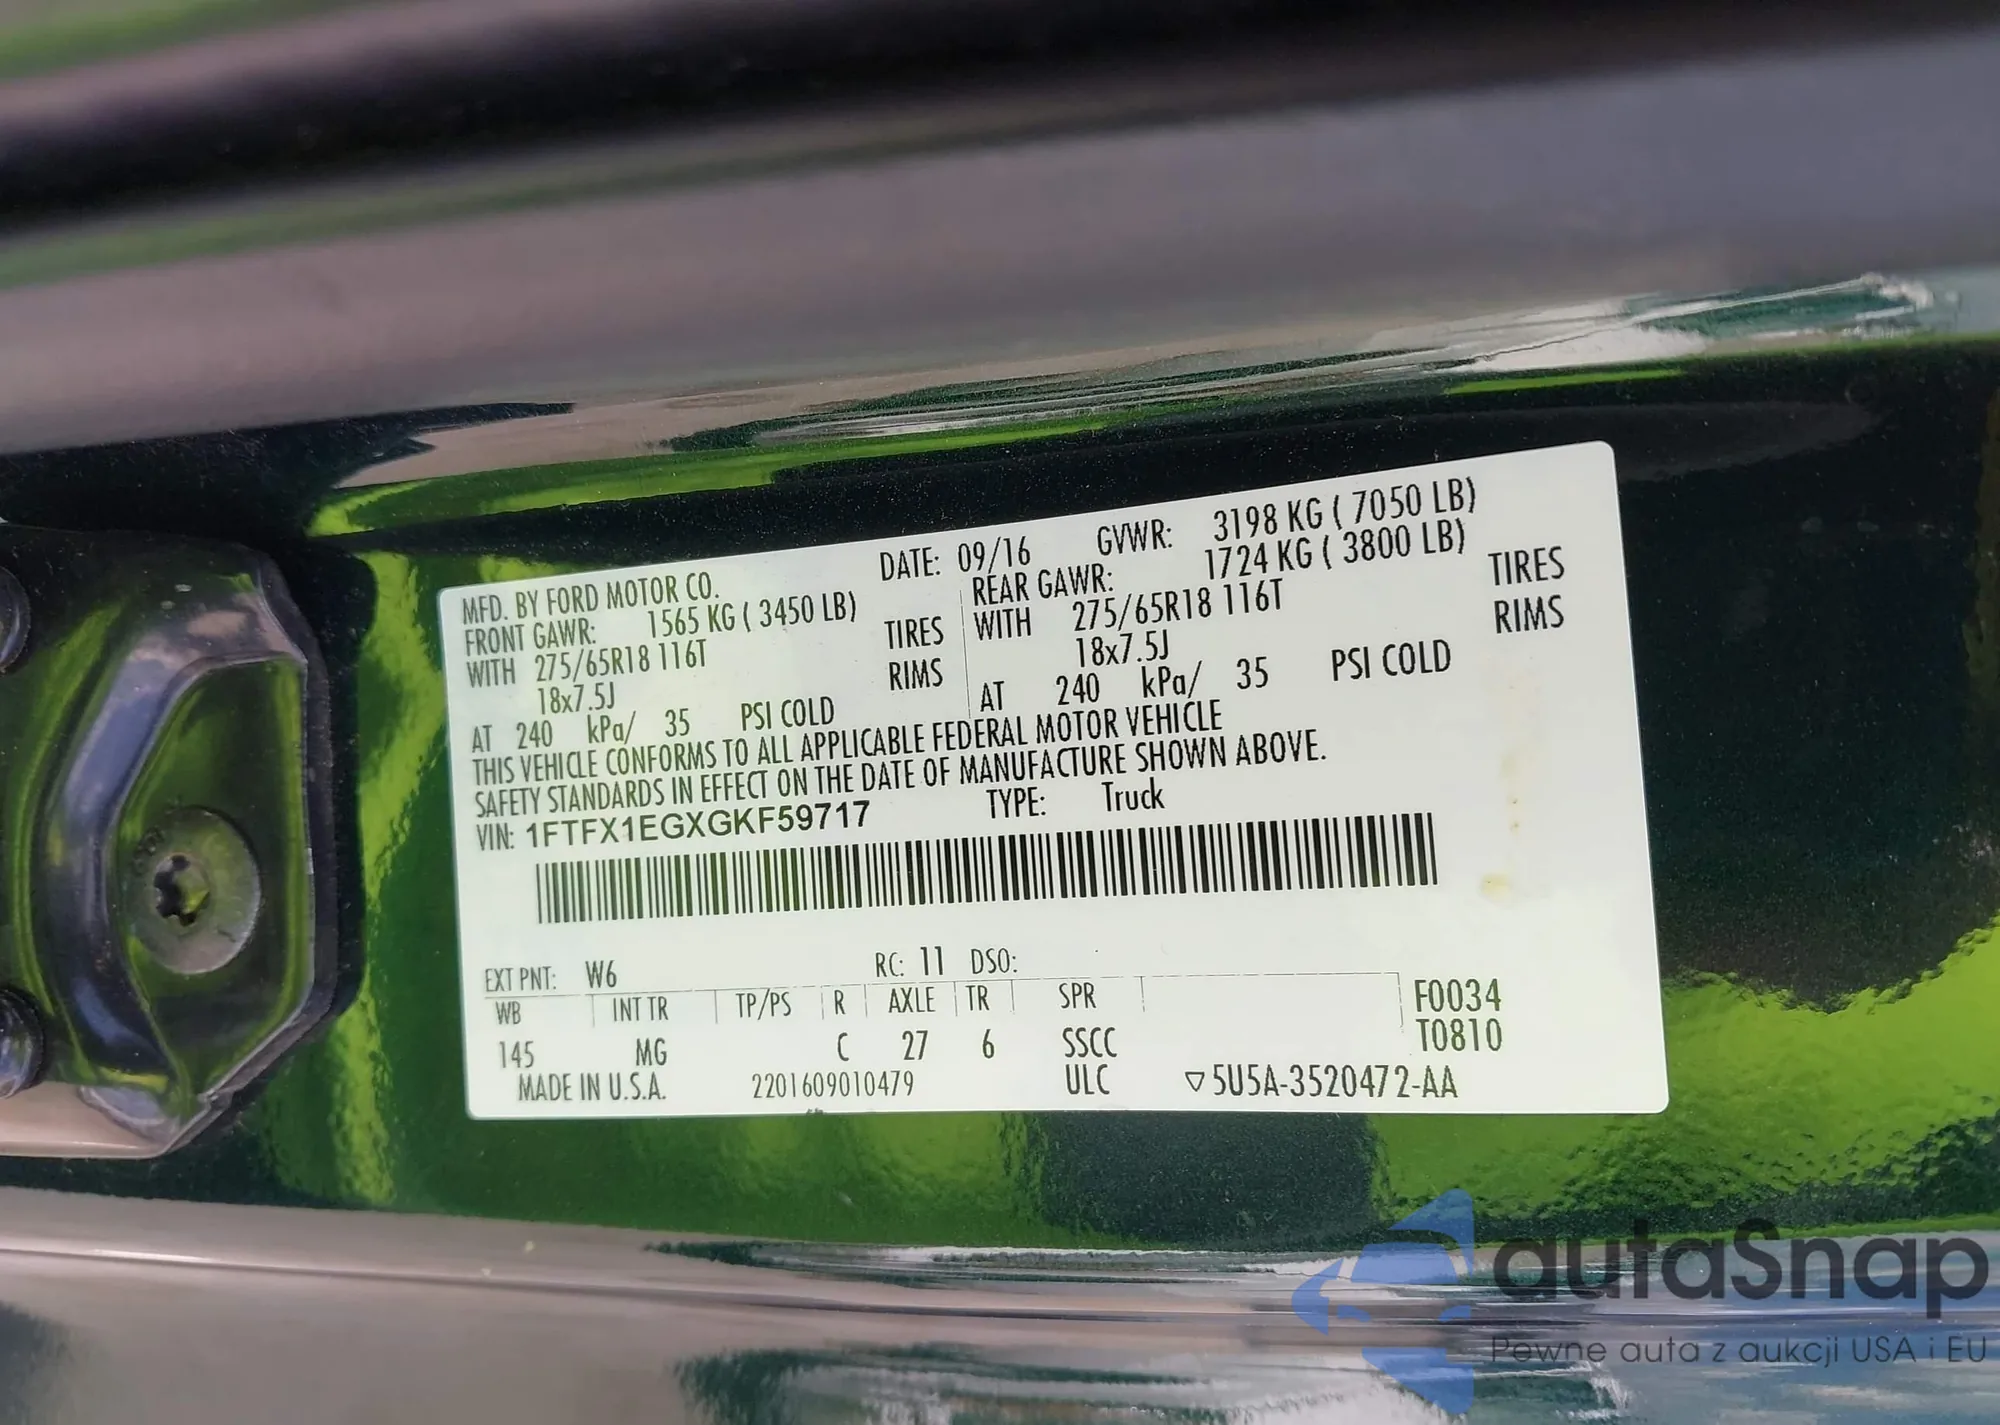 MFD. BY FORD MOTOR CO. DATE: 09/16 GVWR: 3198 KG ( 7050 LB)
FRONT GAWR: 1565 KG ( 3450 LB) REAR GAWR: 1724 KG ( 3800 LB)
WITH 275/65R18 116T TIRES WITH 275/65R18 116T TIRES
18x7.5J RIMS 18x7.5J RIMS
AT 240 kPa/ 35 PSI COLD AT 240 kPa/ 35 PSI COLD
THIS VEHICLE CONFORMS TO ALL APPLICABLE FEDERAL MOTOR VEHICLE
SAFETY STANDARDS IN EFFECT ON THE DATE OF MANUFACTURE SHOWN ABOVE.
VIN: 1FTFX1EGXGKF59717 TYPE: Truck
EXT PNT: W6 RC: 11 DSO:
WB INT TR TP/PS R AXLE TR SPR F0034
145 MG C 27 6 SSCC T0810
MADE IN U.S.A. 2201609010479 ULC ▽5U5A-3520472-AA
autaSnap
Pewne auta z aukcji USA i EU